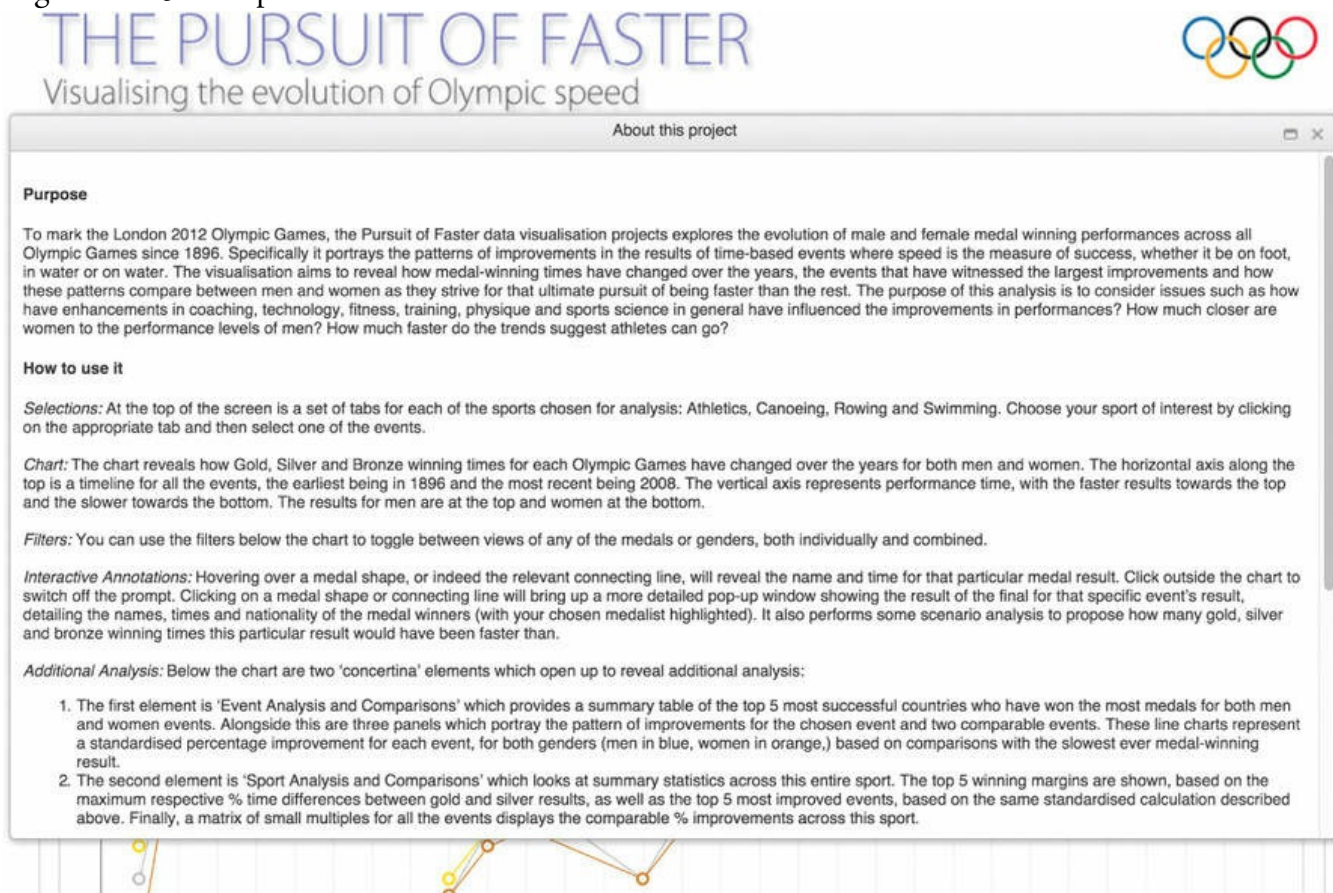 THE PURSUIT OF FASTER
Visualising the evolution of Olympic speed
About this project
Purpose
To mark the London 2012 Olympic Games, the Pursuit of Faster data visualisation projects explores the evolution of male and female medal winning performances across all
Olympic Games since 1896. Specifically it portrays the patterns of improvements in the results of time-based events where speed is the measure of success, whether it be on foot,
in water or on water. The visualisation aims to reveal how medal-winning times have changed over the years, the events that have witnessed the largest improvements and how
these patterns compare between men and women as they strive for that ultimate pursuit of being faster than the rest. The purpose of this analysis is to consider issues such as how
have enhancements in coaching, technology, fitness, training, physique and sports science in general have influenced the improvements in performances? How much closer are
women to the performance levels of men? How much faster do the trends suggest athletes can go?
How to use it
Selections: At the top of the screen is a set of tabs for each of the sports chosen for analysis: Athletics, Canoeing, Rowing and Swimming. Choose your sport of interest by clicking
on the appropriate tab and then select one of the events.
Chart: The chart reveals how Gold, Silver and Bronze winning times for each Olympic Games have changed over the years for both men and women. The horizontal axis along the
top is a timeline for all the events, the earliest being in 1896 and the most recent being 2008. The vertical axis represents performance time, with the faster results towards the top
and the slower towards the bottom. The results for men are at the top and women at the bottom.
Filters: You can use the filters below the chart to toggle between views of any of the medals or genders, both individually and combined.
Interactive Annotations: Hovering over a medal shape, or indeed the relevant connecting line, will reveal the name and time for that particular medal result. Click outside the chart to
switch off the prompt. Clicking on a medal shape or connecting line will bring up a more detailed pop-up window showing the result of the final for that specific event's result,
detailing the names, times and nationality of the medal winners (with your chosen medalist highlighted). It also performs some scenario analysis to propose how many gold, silver
and bronze winning times this particular result would have been faster than.
Additional Analysis: Below the chart are two 'concertina' elements which open up to reveal additional analysis:
1. The first element is 'Event Analysis and Comparisons' which provides a summary table of the top 5 most successful countries who have won the most medals for both men
and women events. Alongside this are three panels which portray the pattern of improvements for the chosen event and two comparable events. These line charts represent
a standardised percentage improvement for each event, for both genders (men in blue, women in orange,) based on comparisons with the slowest ever medal-winning
result.
2. The second element is 'Sport Analysis and Comparisons' which looks at summary statistics across this entire sport. The top 5 winning margins are shown, based on the
maximum respective % time differences between gold and silver results, as well as the top 5 most improved events, based on the same standardised calculation described
above. Finally, a matrix of small multiples for all the events displays the comparable % improvements across this sport.